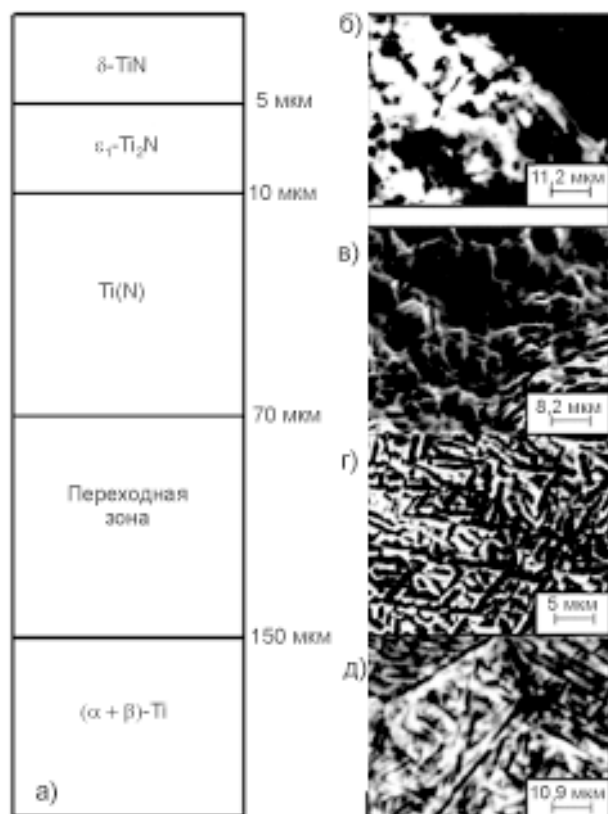 δ-TiN
5 мкм
ε₁-Ti₂N
10 мкм
Ti(N)
70 мкм
Переходная
зона
150 мкм
(α + β)-Ti
а)
б)
11,2 мкм
в)
8,2 мкм
г)
5 мкм
д)
10,9 мкм